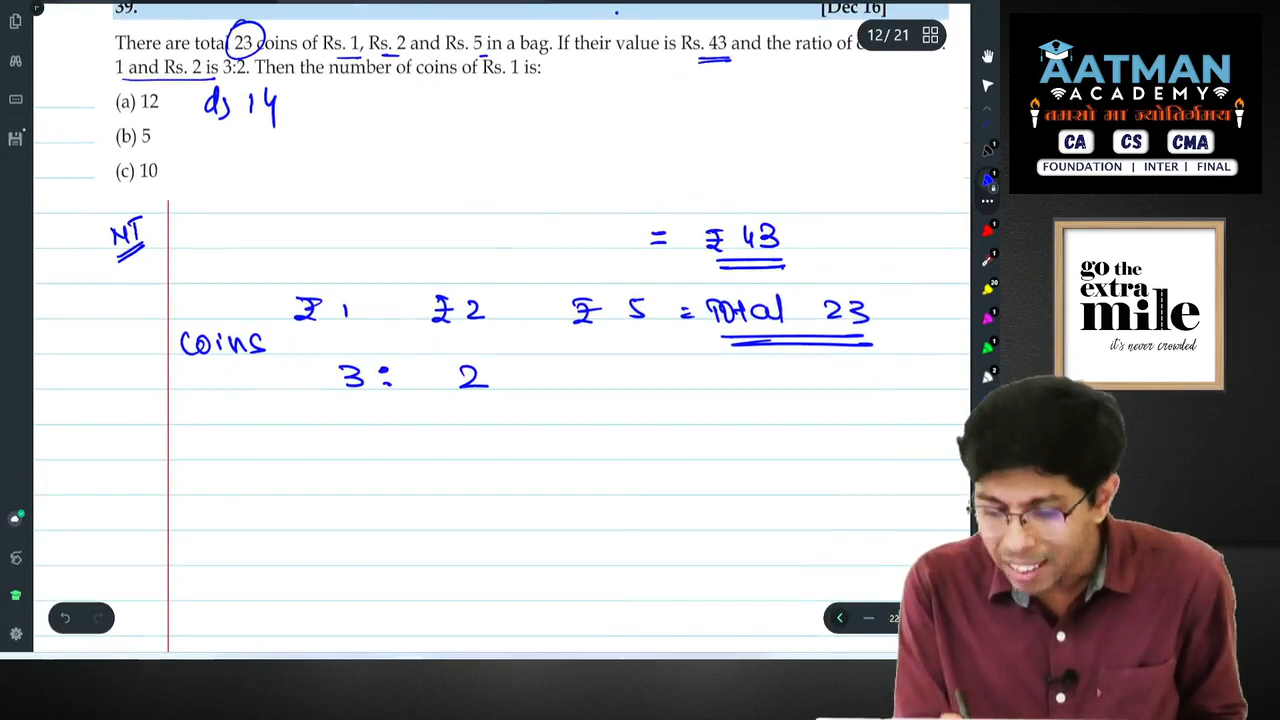 39.
[Dec 16]
There are total 23 coins of Rs. 1, Rs. 2 and Rs. 5 in a bag. If their value is Rs. 43 and the ratio of
1 and Rs. 2 is 3:2. Then the number of coins of Rs. 1 is:
12/21
(a) 12
d) 14
(b) 5
(c) 10
NT
= ₹ 43
₹ 1 ₹ 2 ₹ 5 = Total 23
coins
3 : 2
22
AATMAN
ACADEMY
तमसो मा ज्योतिर्गमय
CA CS CMA
FOUNDATION | INTER | FINAL
go the
extra
mile
it's never crowded